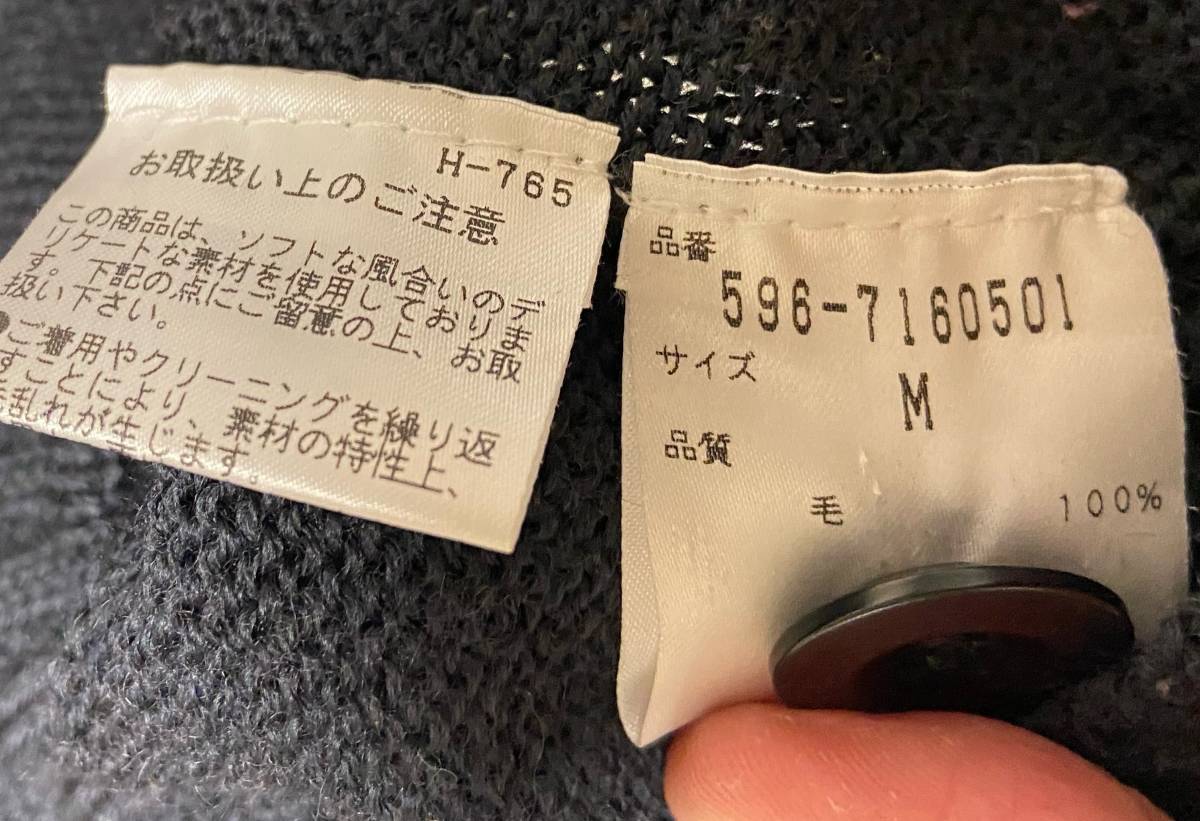 H-765
お取扱い上のご注意
この商品は、ソフトな風合いのデ
リケートな素材を使用しておりま
す。下記の点にご留意の上、お取
扱い下さい。
●ご着用やクリーニングを繰り返
すことにより、素材の特性上、
毛乱れが生じます。
品番
596-7160501
サイズ
M
品質
毛 100%